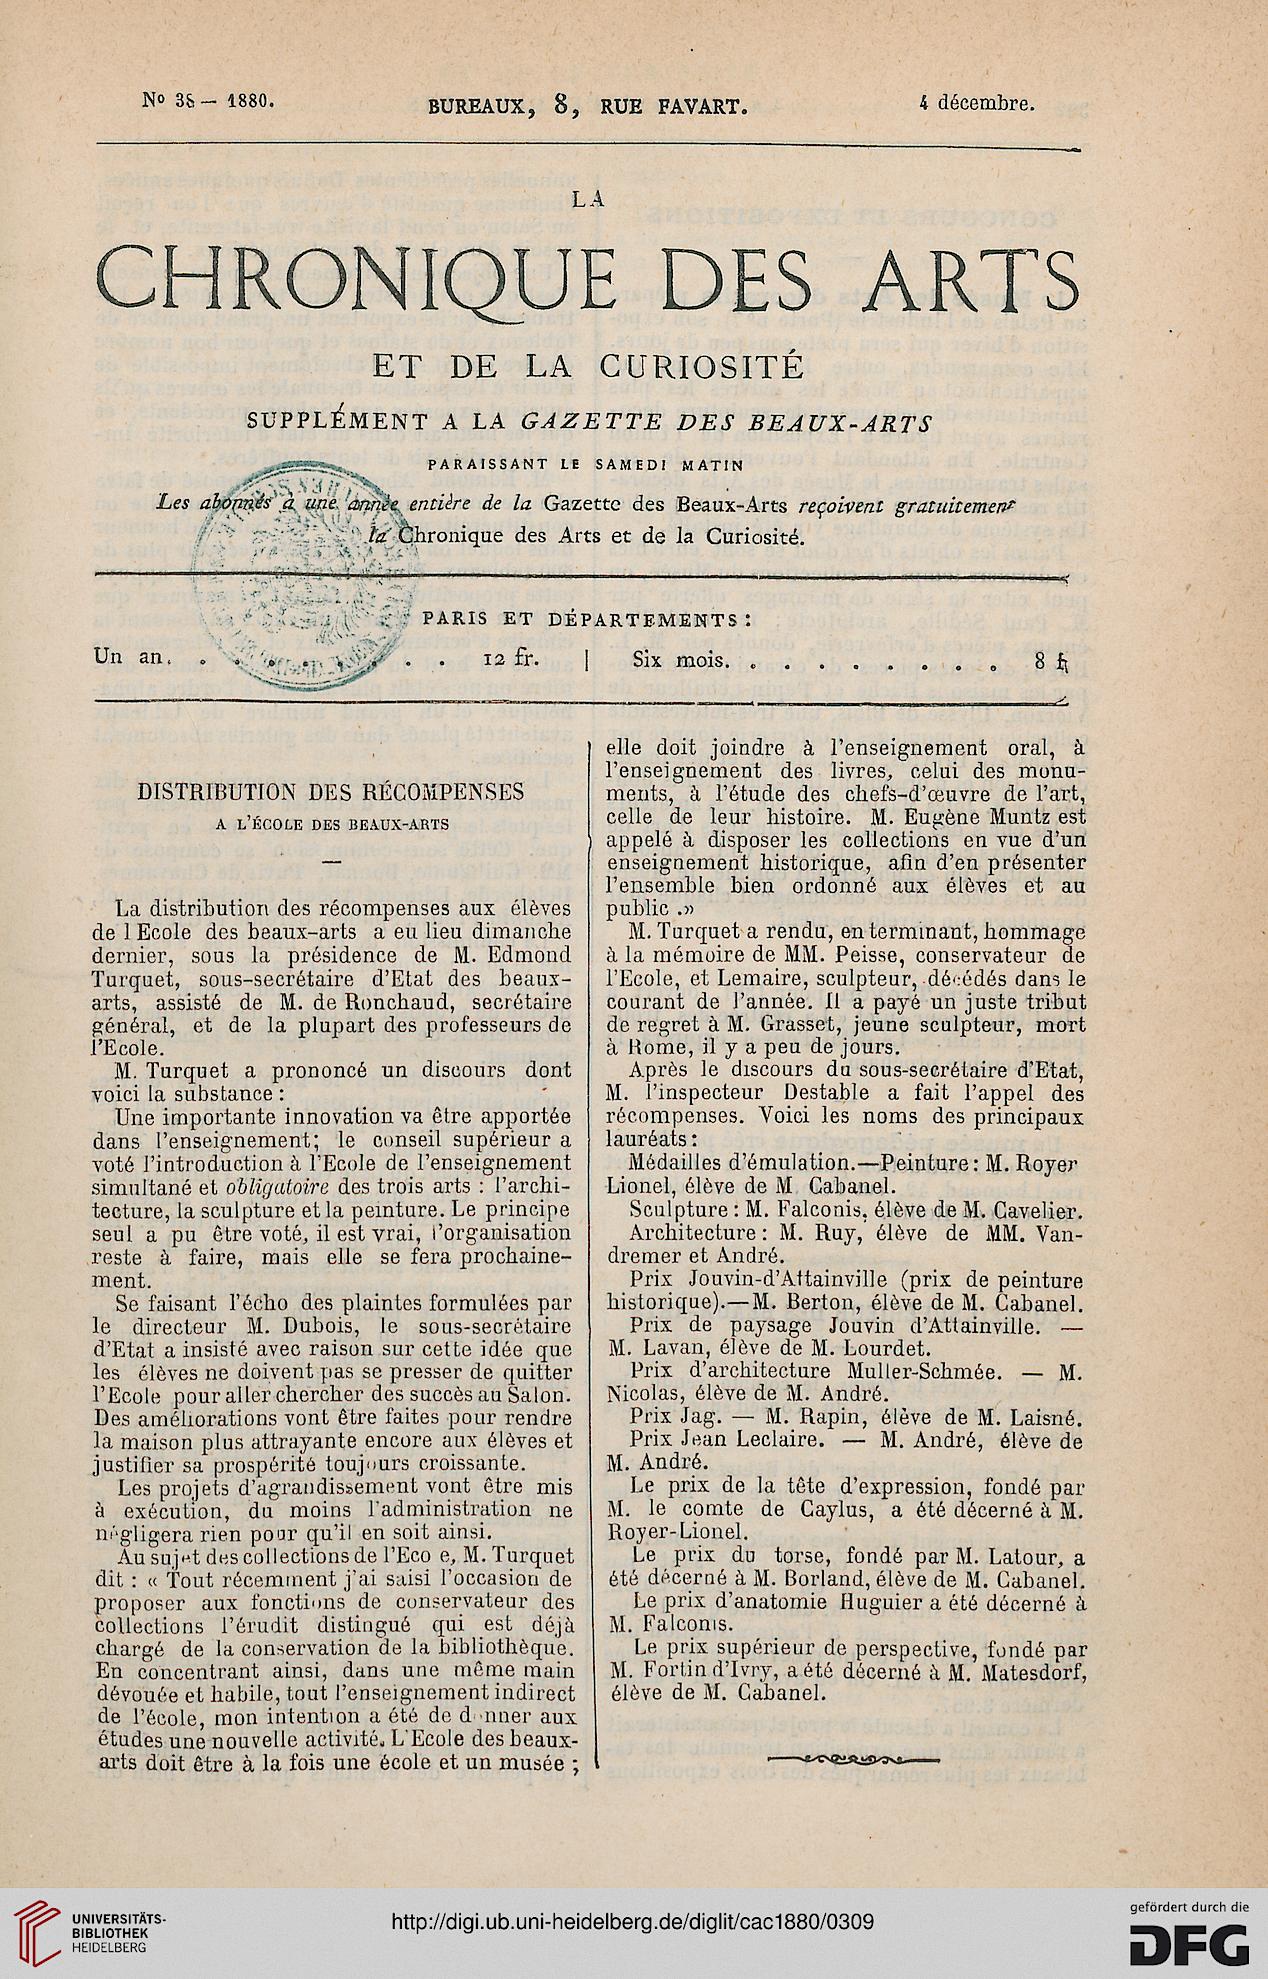 No 38 — 1880.
BUREAUX, 8, RUE FAVART.
4 décembre.
LA
CHRONIQUE DES ARTS
ET DE LA CURIOSITÉ
SUPPLÉMENT A LA GAZETTE DES BEAUX-ARTS
PARAISSANT LE SAMEDI MATIN
Les abonnés à une année entière de la Gazette des Beaux-Arts reçoivent gratuitement
la Chronique des Arts et de la Curiosité.
PARIS ET DÉPARTEMENTS :
Un an. . . . . . . . . 12 fr. | Six mois. . . . . . . . . 8 fr.
DISTRIBUTION DES RÉCOMPENSES
A L'ÉCOLE DES BEAUX-ARTS
La distribution des récompenses aux élèves
de l Ecole des beaux-arts a eu lieu dimanche
dernier, sous la présidence de M. Edmond
Turquet, sous-secrétaire d'Etat des beaux-
arts, assisté de M. de Ronchaud, secrétaire
général, et de la plupart des professeurs de
l'Ecole.
M. Turquet a prononcé un discours dont
voici la substance :
Une importante innovation va être apportée
dans l'enseignement; le conseil supérieur a
voté l'introduction à l'Ecole de l'enseignement
simultané et obligatoire des trois arts : l'archi-
tecture, la sculpture et la peinture. Le principe
seul a pu être voté, il est vrai, l'organisation
reste à faire, mais elle se fera prochaine-
ment.
Se faisant l'écho des plaintes formulées par
le directeur M. Dubois, le sous-secrétaire
d'Etat a insisté avec raison sur cette idée que
les élèves ne doivent pas se presser de quitter
l'Ecole pour aller chercher des succès au Salon.
Des améliorations vont être faites pour rendre
la maison plus attrayante encore aux élèves et
justifier sa prospérité toujours croissante.
Les projets d'agrandissement vont être mis
à exécution, du moins l'administration ne
négligera rien pour qu'il en soit ainsi.
Au sujet des collections de l'Eco e, M. Turquet
dit : « Tout récemment j'ai saisi l'occasion de
proposer aux fonctions de conservateur des
collections l'érudit distingué qui est déjà
chargé de la conservation de la bibliothèque.
En concentrant ainsi, dans une même main
dévouée et habile, tout l'enseignement indirect
de l'école, mon intention a été de donner aux
études une nouvelle activité. L'Ecole des beaux-
arts doit être à la fois une école et un musée ;
elle doit joindre à l'enseignement oral, à
l'enseignement des livres, celui des monu-
ments, à l'étude des chefs-d'œuvre de l'art,
celle de leur histoire. M. Eugène Muntz est
appelé à disposer les collections en vue d'un
enseignement historique, afin d'en présenter
l'ensemble bien ordonné aux élèves et au
public .»
M. Turquet a rendu, en terminant, hommage
à la mémoire de MM. Peisse, conservateur de
l'Ecole, et Lemaire, sculpteur, décédés dans le
courant de l'année. Il a payé un juste tribut
de regret à M. Grasset, jeune sculpteur, mort
à Rome, il y a peu de jours.
Après le discours du sous-secrétaire d'Etat,
M. l'inspecteur Destable a fait l'appel des
récompenses. Voici les noms des principaux
lauréats :
Médailles d'émulation.—Peinture : M. Royer
Lionel, élève de M. Cabanel.
Sculpture : M. Falconis, élève de M. Cavelier.
Architecture : M. Ruy, élève de MM. Van-
dremer et André.
Prix Jouvin-d'Attainville (prix de peinture
historique).—M. Berton, élève de M. Cabanel.
Prix de paysage Jouvin d'Attainville. —
M. Lavan, élève de M. Lourdet.
Prix d'architecture Muller-Schmée. — M.
Nicolas, élève de M. André.
Prix Jag. — M. Rapin, élève de M. Laisné.
Prix Jean Leclaire. — M. André, élève de
M. André.
Le prix de la tête d'expression, fondé par
M. le comte de Caylus, a été décerné à M.
Royer-Lionel.
Le prix du torse, fondé par M. Latour, a
été décerné à M. Borland, élève de M. Cabanel.
Le prix d'anatomie Huguier a été décerné à
M. Falconis.
Le prix supérieur de perspective, fondé par
M. Fortin d'Ivry, a été décerné à M. Matesdorf,
élève de M. Cabanel.
UNIVERSITÄTS-
BIBLIOTHEK
HEIDELBERG
http://digi.ub.uni-heidelberg.de/diglit/cac1880/0309
gefördert durch die
DFG